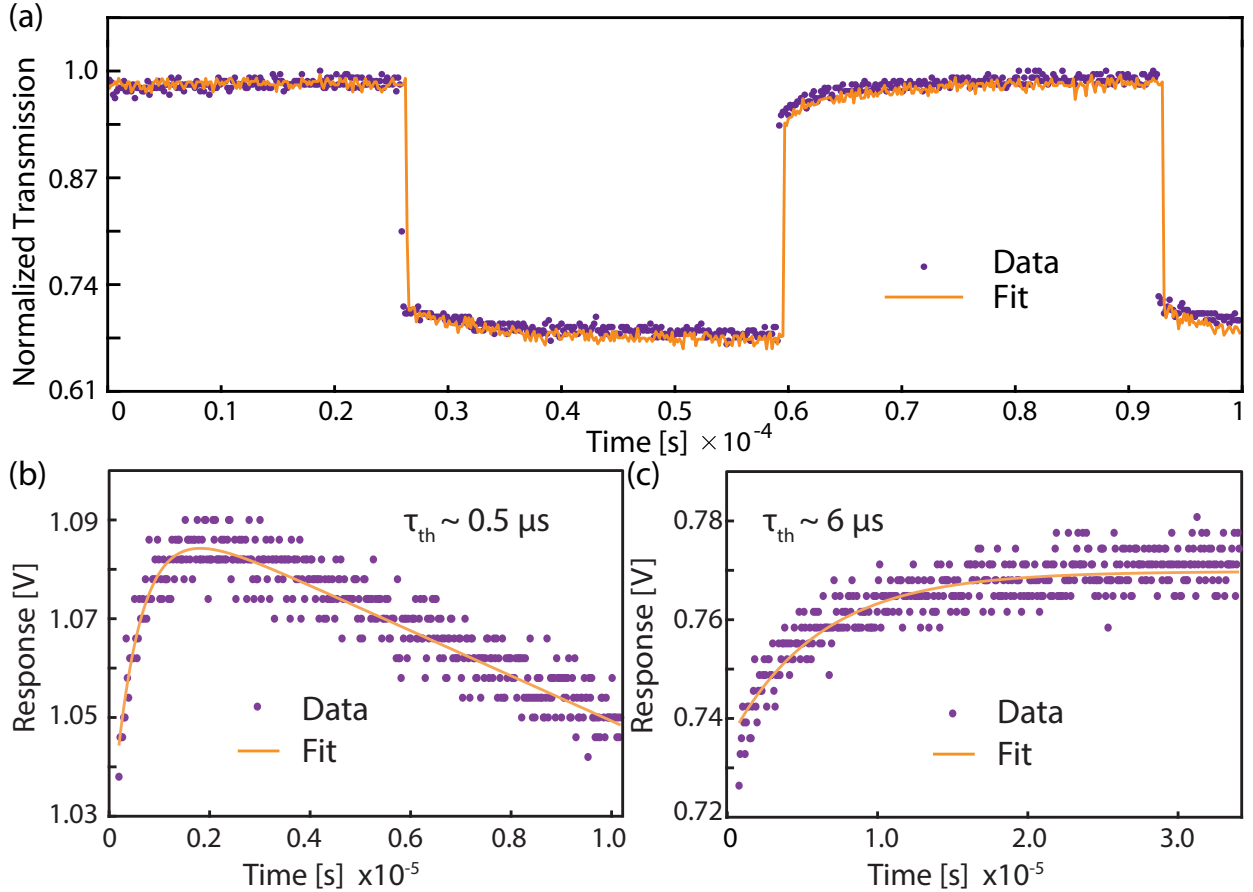 (a)
Normalized Transmission
1.0
0.87
0.74
0.61
Data
Fit
0 0.1 0.2 0.3 0.4 0.5 0.6 0.7 0.8 0.9 1
Time [s] ×10⁻⁴
(b)
Response [V]
1.09
1.07
1.05
1.03
τth ~ 0.5 µs
Data
Fit
0 0.2 0.4 0.6 0.8 1.0
Time [s] x10⁻⁵
(c)
Response [V]
0.78
0.76
0.74
0.72
τth ~ 6 µs
Data
Fit
0 1.0 2.0 3.0
Time [s] x10⁻⁵